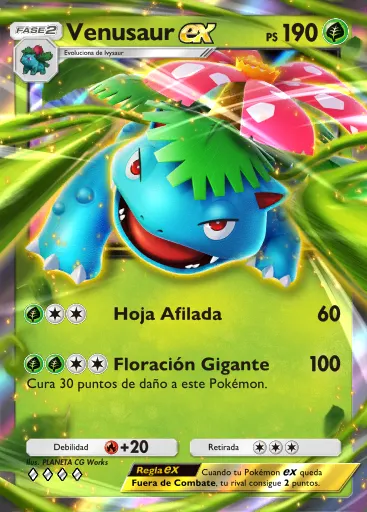 FASE 2 Venusaur ex PS 190
Evoluciona de Ivysaur
Hoja Afilada 60
Floración Gigante 100
Cura 30 puntos de daño a este Pokémon.
Debilidad +20 Retirada
Ilus. PLANETA CG Works
Regla ex Cuando tu Pokémon ex queda
Fuera de Combate, tu rival consigue 2 puntos.